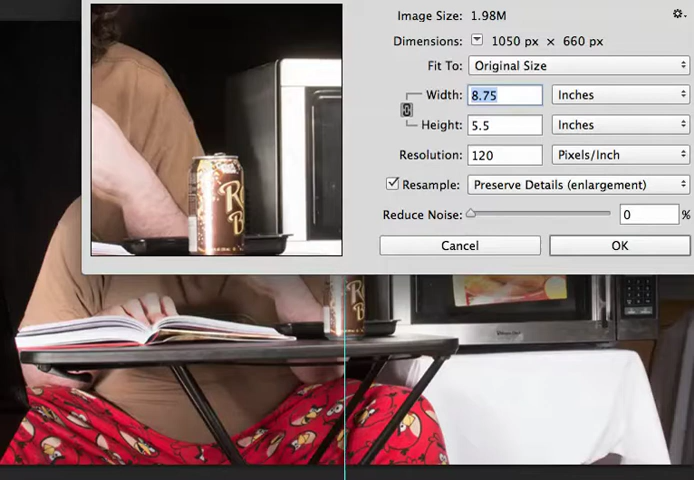 Image Size: 1.98M
Dimensions: 1050 px × 660 px
Fit To: Original Size
Width: 8.75 Inches
Height: 5.5 Inches
Resolution: 120 Pixels/Inch
Resample: Preserve Details (enlargement)
Reduce Noise: 0 %
Cancel OK